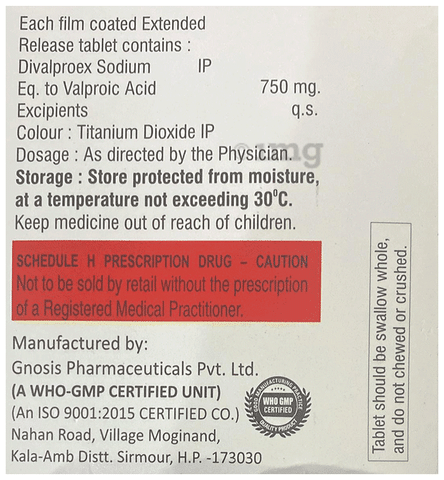 Each film coated Extended
Release tablet contains :
Divalproex Sodium IP
Eq. to Valproic Acid 750 mg.
Excipients q.s.
Colour : Titanium Dioxide IP
Dosage : As directed by the Physician.
Storage : Store protected from moisture,
at a temperature not exceeding 30°C.
Keep medicine out of reach of children.
SCHEDULE H PRESCRIPTION DRUG – CAUTION
Not to be sold by retail without the prescription
of a Registered Medical Practitioner.
Manufactured by:
Gnosis Pharmaceuticals Pvt. Ltd.
(A WHO-GMP CERTIFIED UNIT)
(An ISO 9001:2015 CERTIFIED CO.)
Nahan Road, Village Moginand,
Kala-Amb Distt. Sirmour, H.P. -173030
GOOD MANUFACTURING PRACTICE
WHO GMP
CERTIFIED
Tablet should be swallow whole,
and do not chewed or crushed.